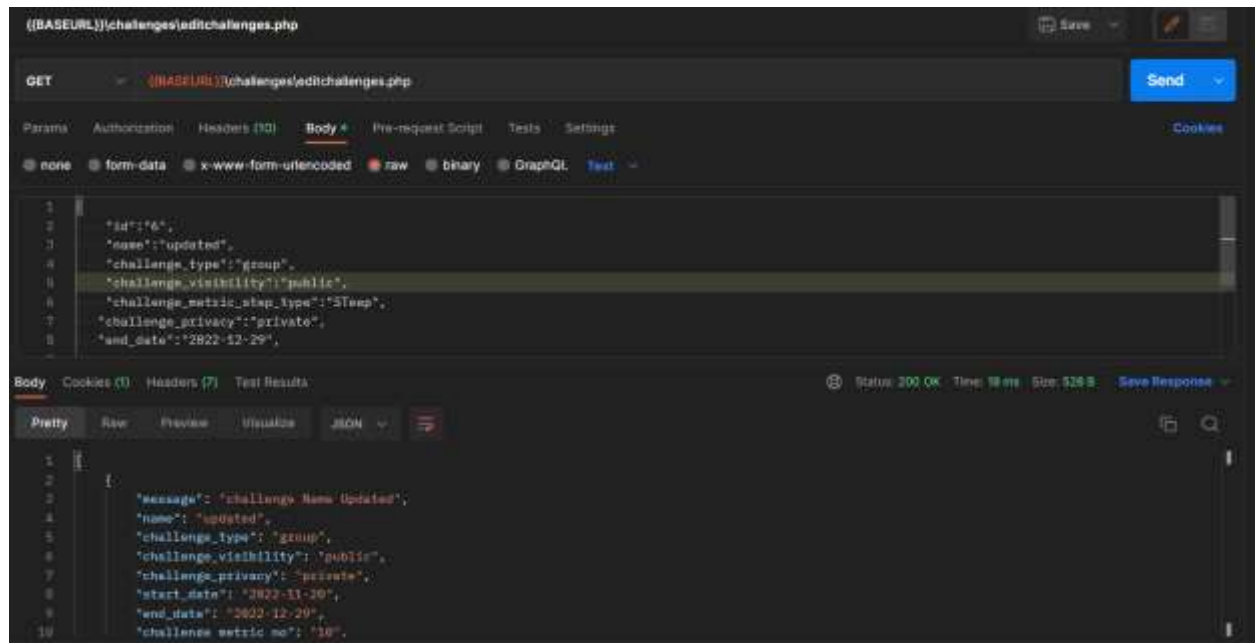 {{BASEURL}}\challenges\editchallenges.php
Save
GET
{{BASEURL}}\challenges\editchallenges.php
Send
Params Authorization Headers (10) Body Pre-request Script Tests Settings
Cookies
none form-data x-www-form-urlencoded raw binary GraphQL Text
1
2 "id":"6",
3 "name":"updated",
4 "challenge_type":"group",
5 "challenge_visibility":"public",
6 "challenge_metric_step_type":"STeep",
7 "challenge_privacy":"private",
8 "end_date":"2022-12-29",
Body Cookies (1) Headers (7) Test Results
Status: 200 OK Time: 18 ms Size: 528 B Save Response
Pretty Raw Preview Visualize JSON
1 [
2 {
3 "message": "challenge Name Updated",
4 "name": "updated",
5 "challenge_type": "group",
6 "challenge_visibility": "public",
7 "challenge_privacy": "private",
8 "start_date": "2022-11-20",
9 "end_date": "2022-12-29",
10 "challenge_metric_no": "10",